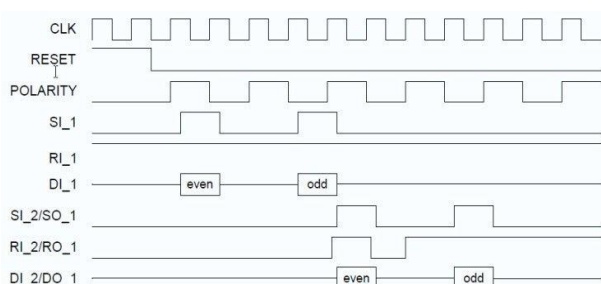 CLK
RESET
POLARITY
SI_1
RI_1
DI_1 even odd
SI_2/SO_1
RI_2/RO_1
DI_2/DO_1 even odd